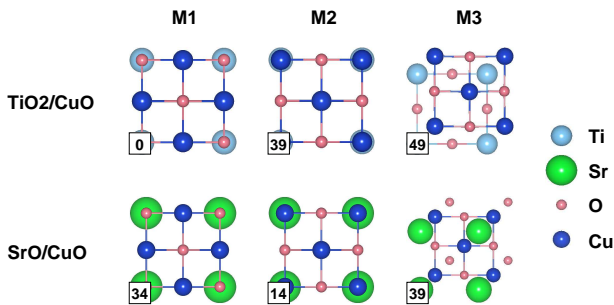 M1 M2 M3
TiO2/CuO
0 39 49
Ti
Sr
O
Cu
SrO/CuO
34 14 39